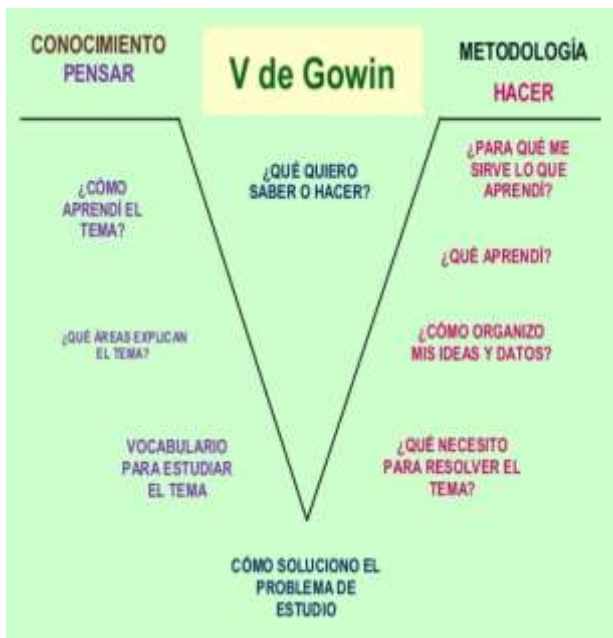 CONOCIMIENTO
PENSAR
V de Gowin
METODOLOGÍA
HACER
¿CÓMO
APRENDÍ EL
TEMA?
¿QUÉ ÁREAS EXPLICAN
EL TEMA?
VOCABULARIO
PARA ESTUDIAR
EL TEMA
¿QUÉ QUIERO
SABER O HACER?
¿PARA QUÉ ME
SIRVE LO QUE
APRENDÍ?
¿QUÉ APRENDÍ?
¿CÓMO ORGANIZO
MIS IDEAS Y DATOS?
¿QUÉ NECESITO
PARA RESOLVER EL
TEMA?
CÓMO SOLUCIONO EL
PROBLEMA DE
ESTUDIO